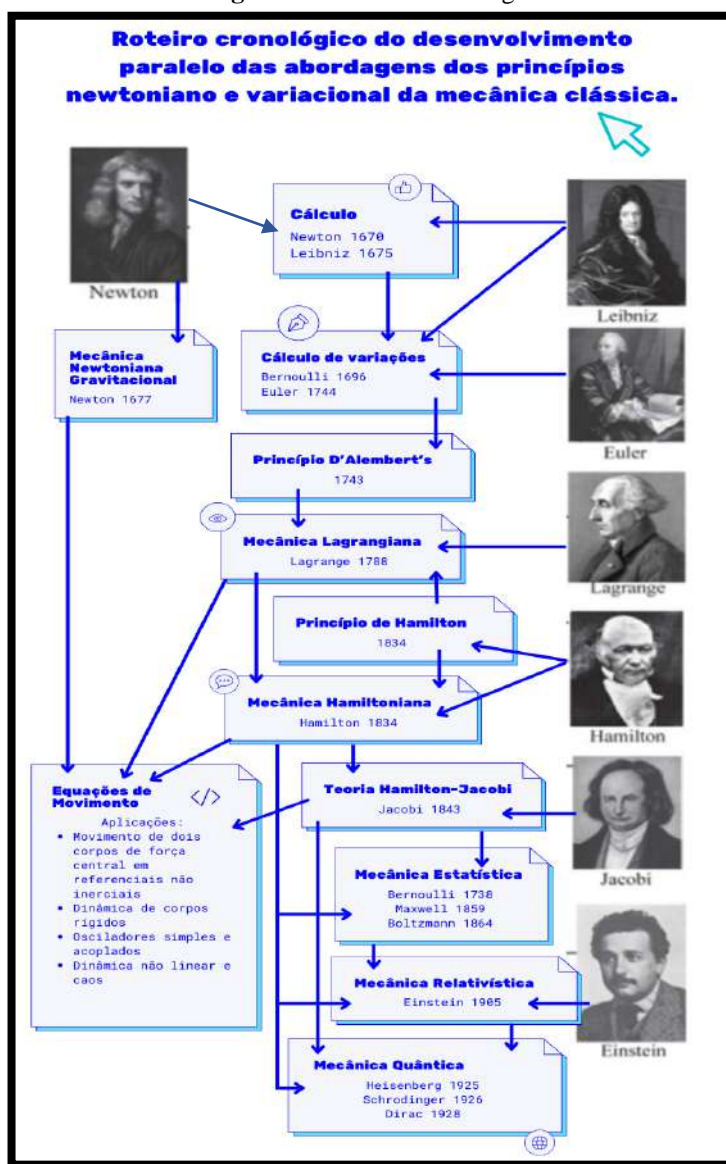 Roteiro cronológico do desenvolvimento
paralelo das abordagens dos princípios
newtoniano e variacional da mecânica clássica.
Newton
Cálculo
Newton 1670
Leibniz 1675
Leibniz
Mecânica
Newtoniana
Gravitacional
Newton 1677
Cálculo de variações
Bernoulli 1696
Euler 1744
Euler
Princípio D'Alembert's
1743
Mecânica Lagrangiana
Lagrange 1788
Lagrange
Princípio de Hamilton
1834
Mecânica Hamiltoniana
Hamilton 1834
Hamilton
Equações de
Movimento
</>
Aplicações:
▪ Movimento de dois
corpos de força
central em
referenciais não
inerciais
▪ Dinâmica de corpos
rígidos
▪ Osciladores simples e
acoplados
▪ Dinâmica não linear e
caos
Teoria Hamilton-Jacobi
Jacobi 1843
Jacobi
Mecânica Estatística
Bernoulli 1738
Maxwell 1859
Boltzmann 1864
Mecânica Relativística
Einstein 1905
Einstein
Mecânica Quântica
Heisenberg 1925
Schrodinger 1926
Dirac 1928